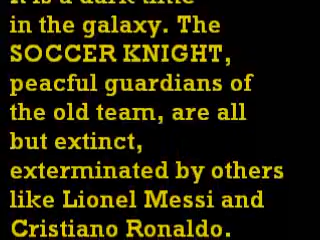 It is a dark time
in the galaxy. The
SOCCER KNIGHT,
peacful guardians of
the old team, are all
but extinct,
exterminated by others
like Lionel Messi and
Cristiano Ronaldo.